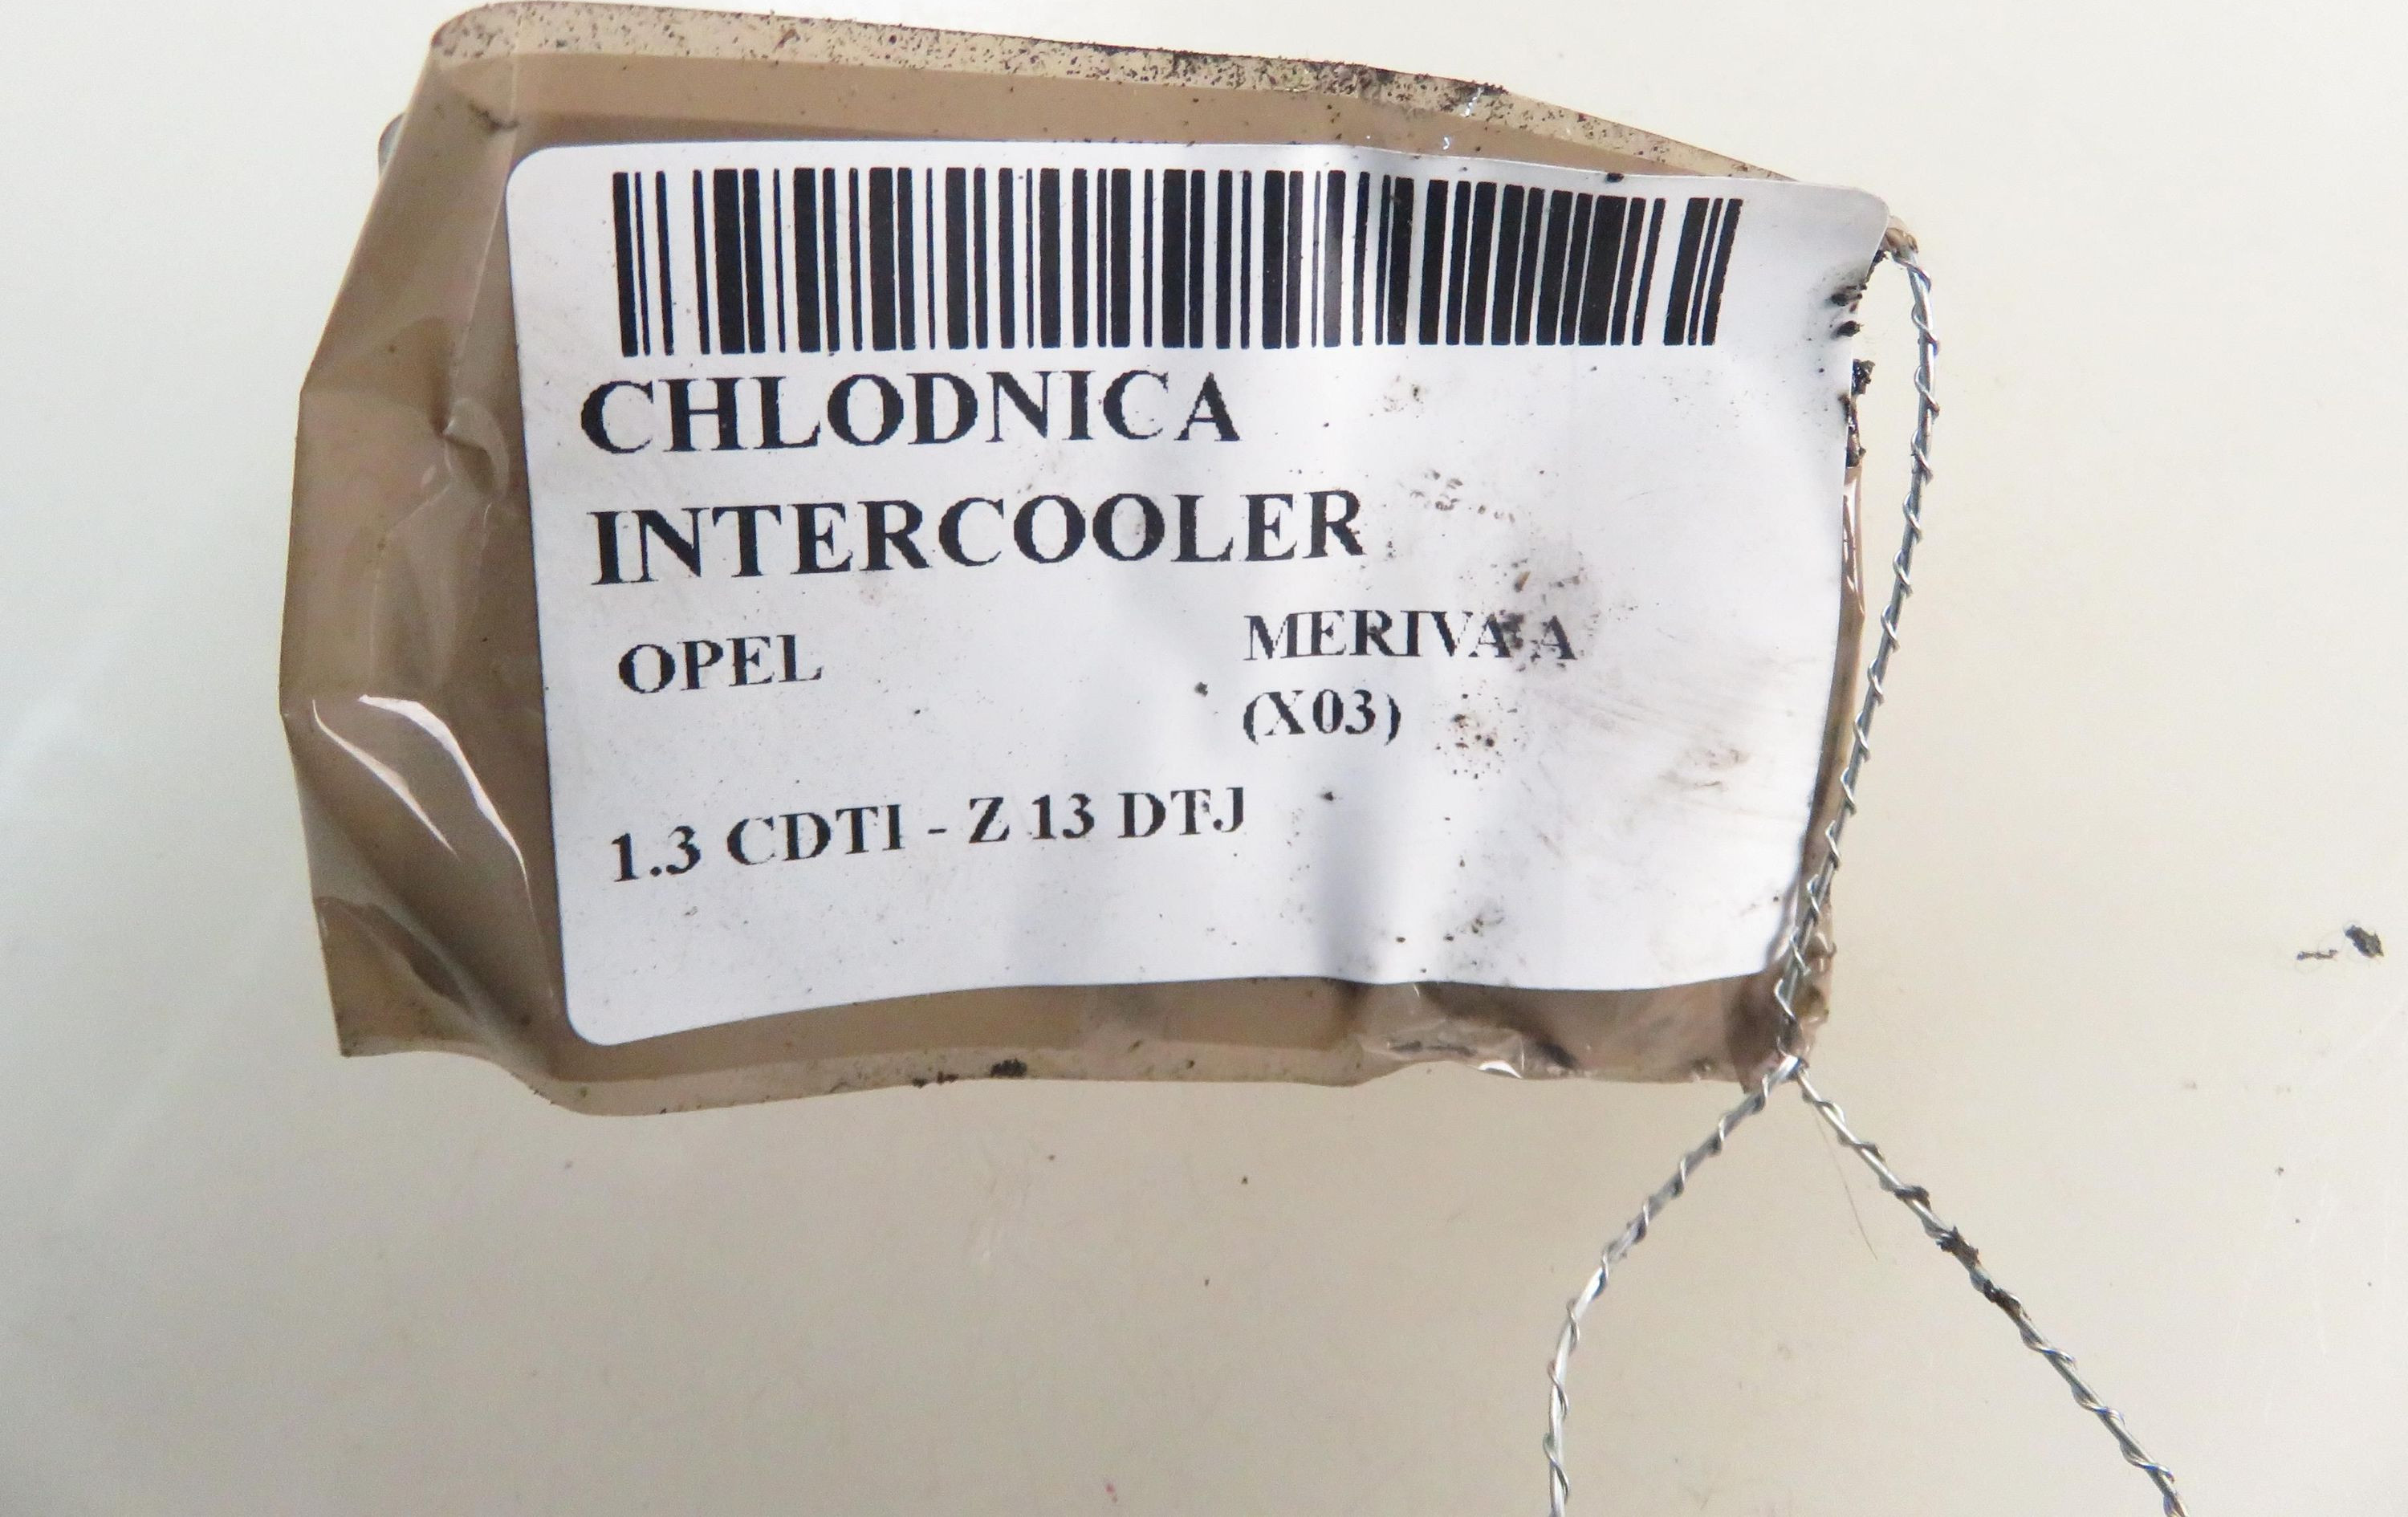 CHLODNICA
INTERCOOLER
OPEL MERIVA A
(X03)
1.3 CDTI - Z 13 DTJ